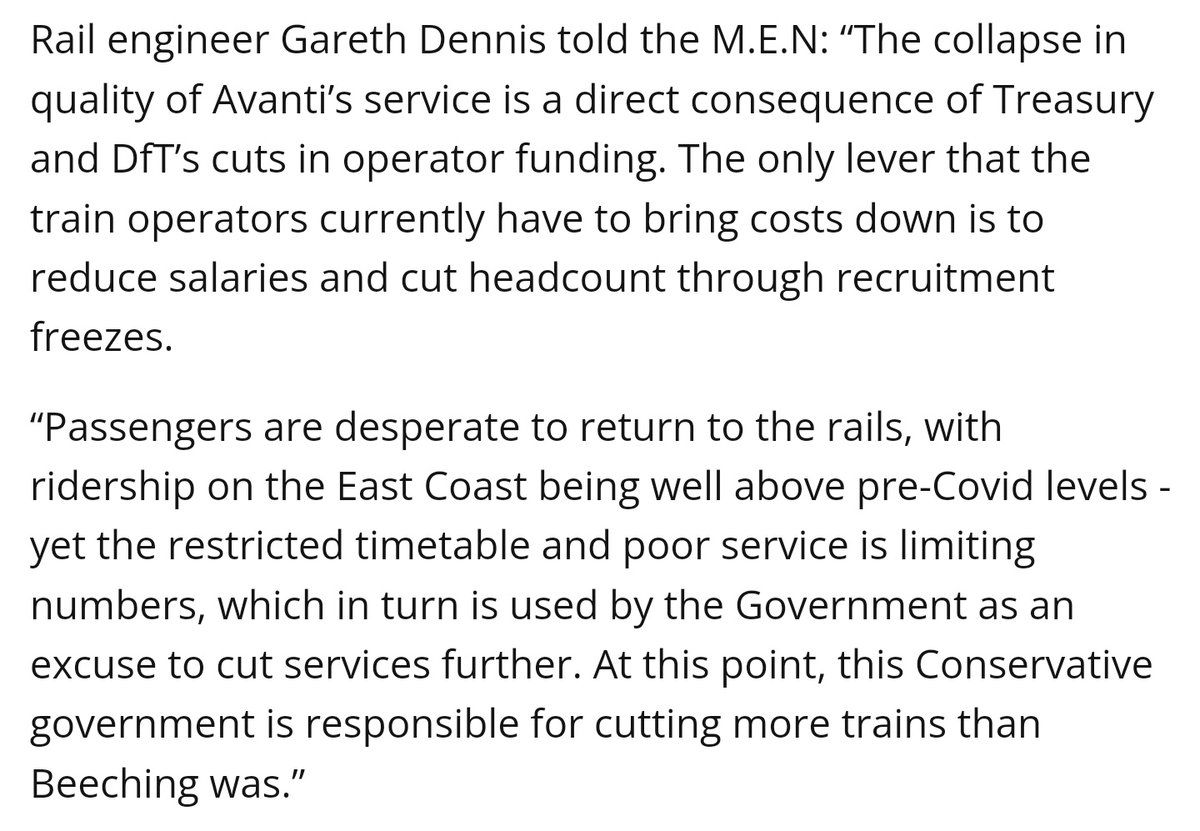 Rail engineer Gareth Dennis told the M.E.N: “The collapse in
quality of Avanti’s service is a direct consequence of Treasury
and DfT’s cuts in operator funding. The only lever that the
train operators currently have to bring costs down is to
reduce salaries and cut headcount through recruitment
freezes.
“Passengers are desperate to return to the rails, with
ridership on the East Coast being well above pre-Covid levels -
yet the restricted timetable and poor service is limiting
numbers, which in turn is used by the Government as an
excuse to cut services further. At this point, this Conservative
government is responsible for cutting more trains than
Beeching was.”